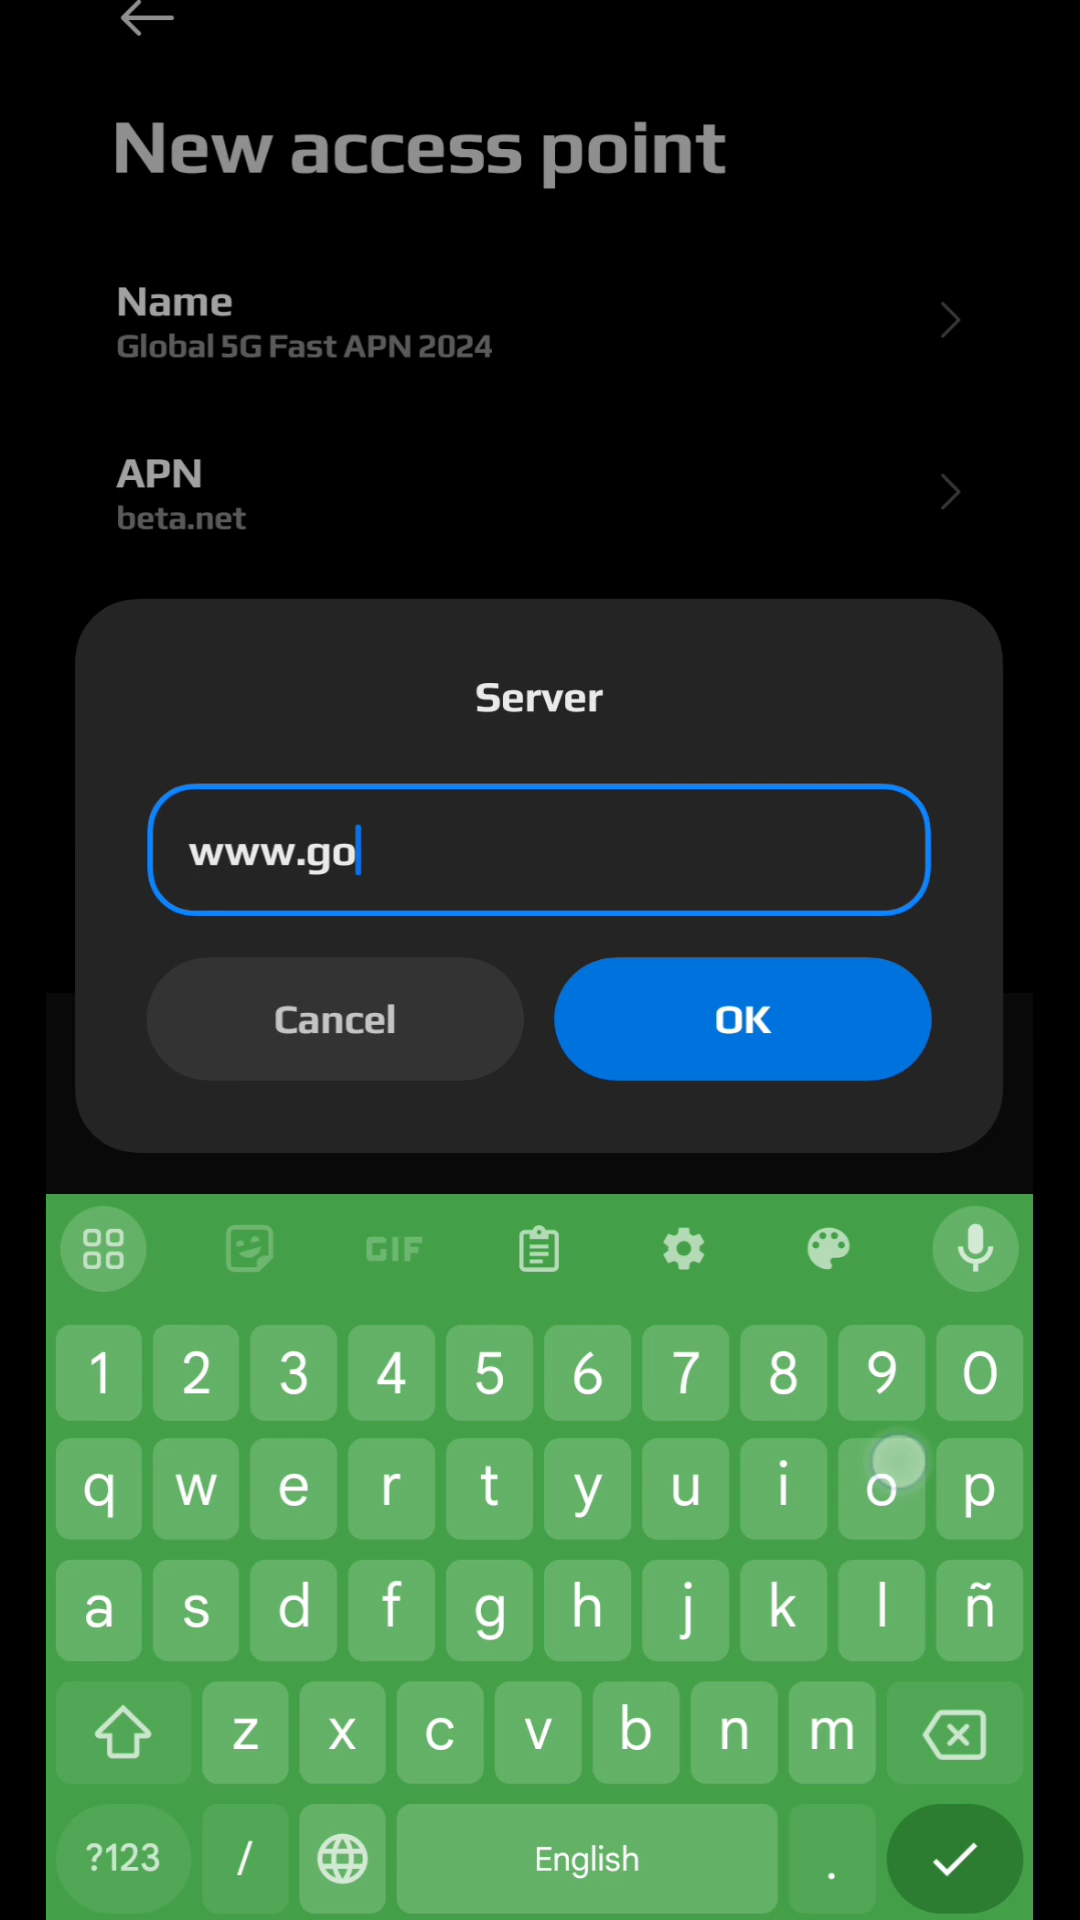 New access point
Name
Global 5G Fast APN 2024
APN
beta.net
Server
www.go
Cancel
OK
GIF
1 2 3 4 5 6 7 8 9 0
q w e r t y u i o p
a s d f g h j k l ñ
z x c v b n m
?123 / English .